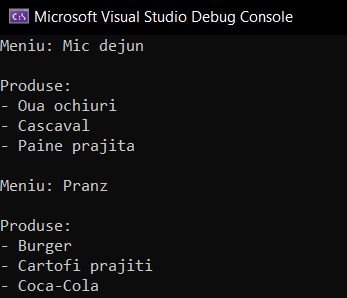 Microsoft Visual Studio Debug Console
Meniu: Mic dejun
Produse:
- Oua ochiuri
- Cascaval
- Paine prajita
Meniu: Pranz
Produse:
- Burger
- Cartofi prajiti
- Coca-Cola